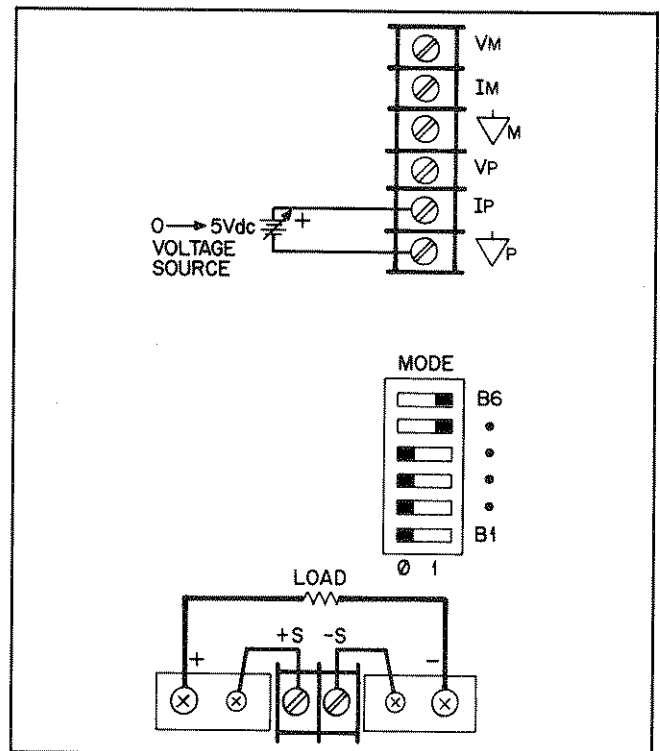 VM
IM
M
VP
IP
P
0 → 5Vdc
VOLTAGE
SOURCE
+
MODE
B6
B1
0 1
LOAD
+S -S
+ -